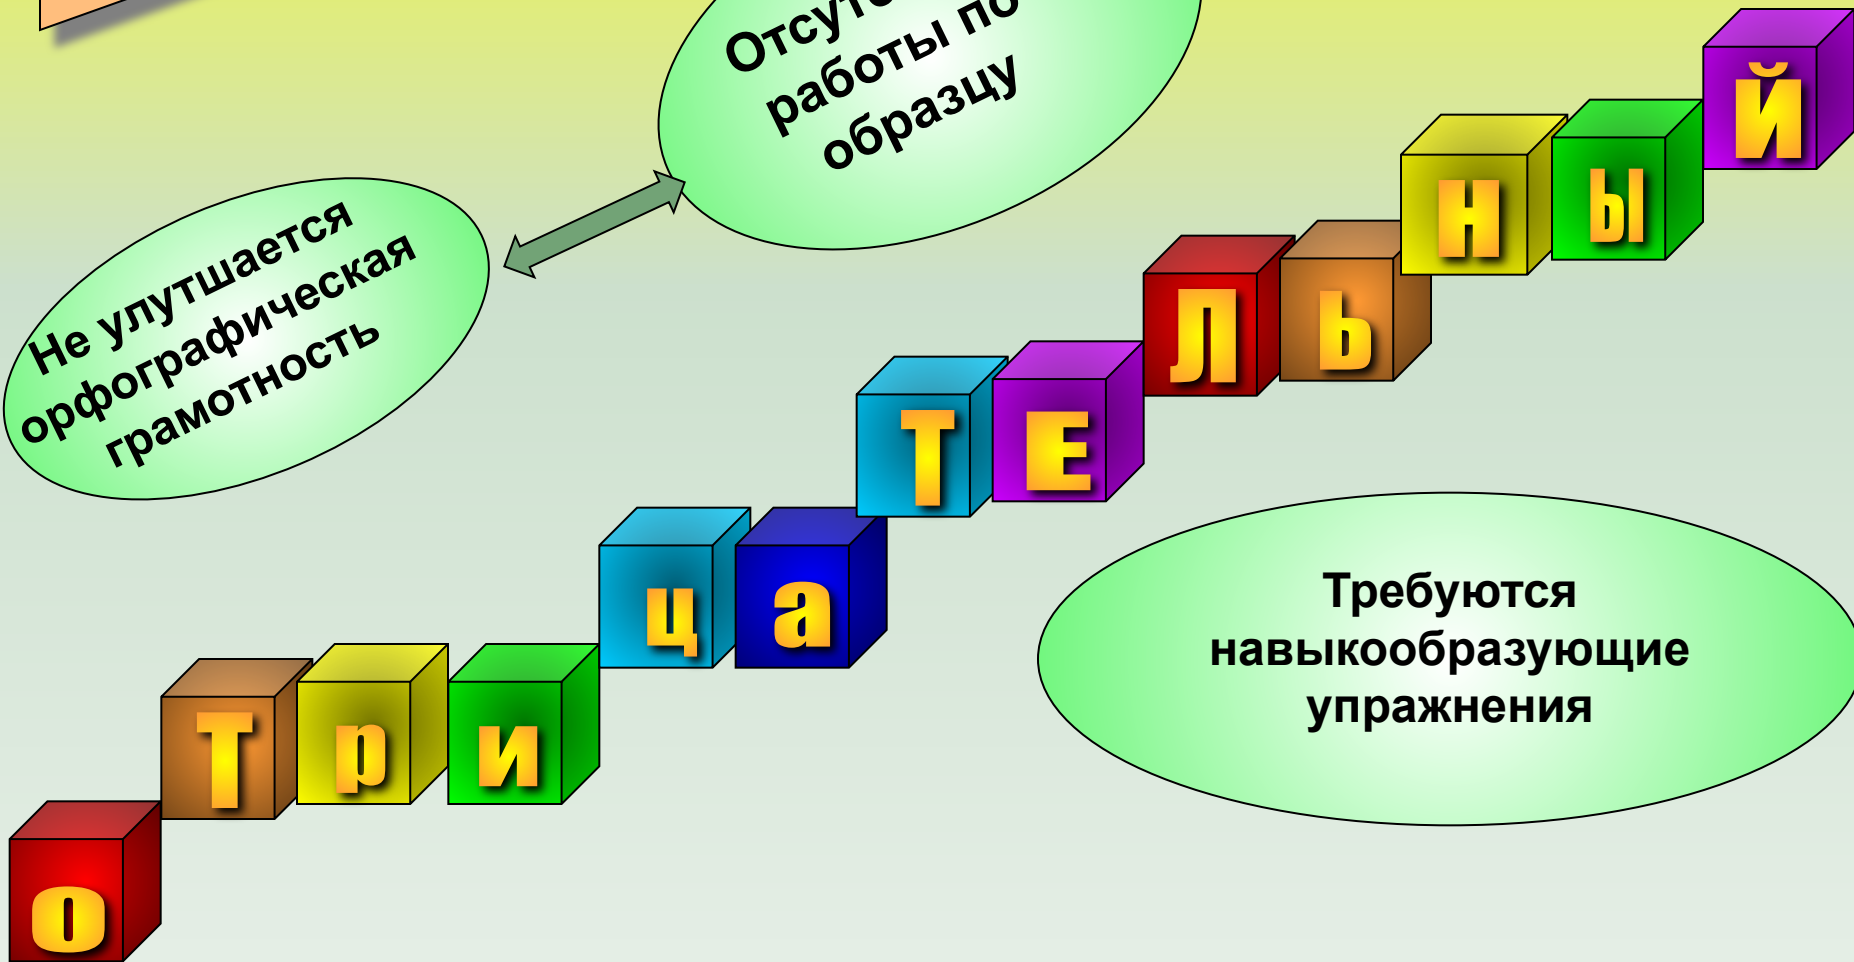 работы по
образцу
Не улутшается
орфографическая
грамотность
оТрицаТЕЛЬный
Требуются
навыкообразующие
упражнения